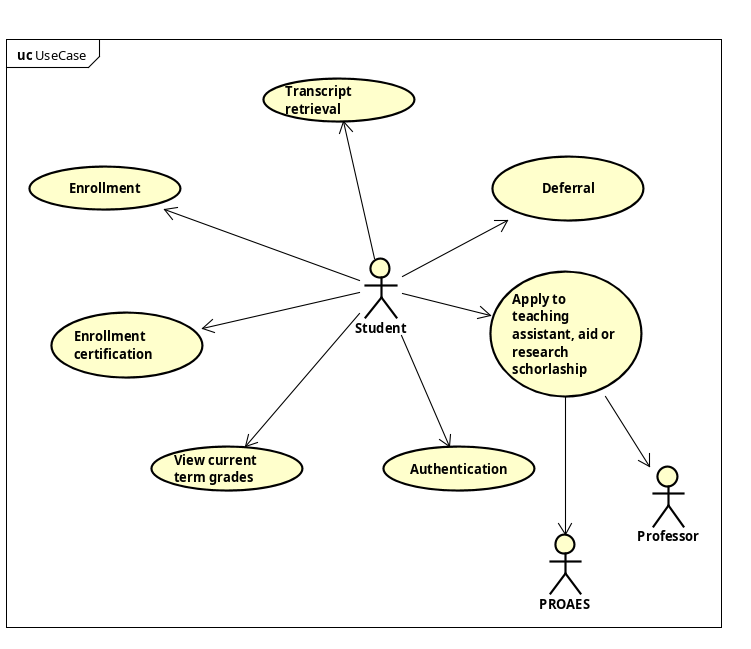 uc UseCase
Transcript
retrieval
Enrollment
Deferral
Apply to
teaching
assistant, aid or
research
schorlaship
Student
Enrollment
certification
View current
term grades
Authentication
Professor
PROAES